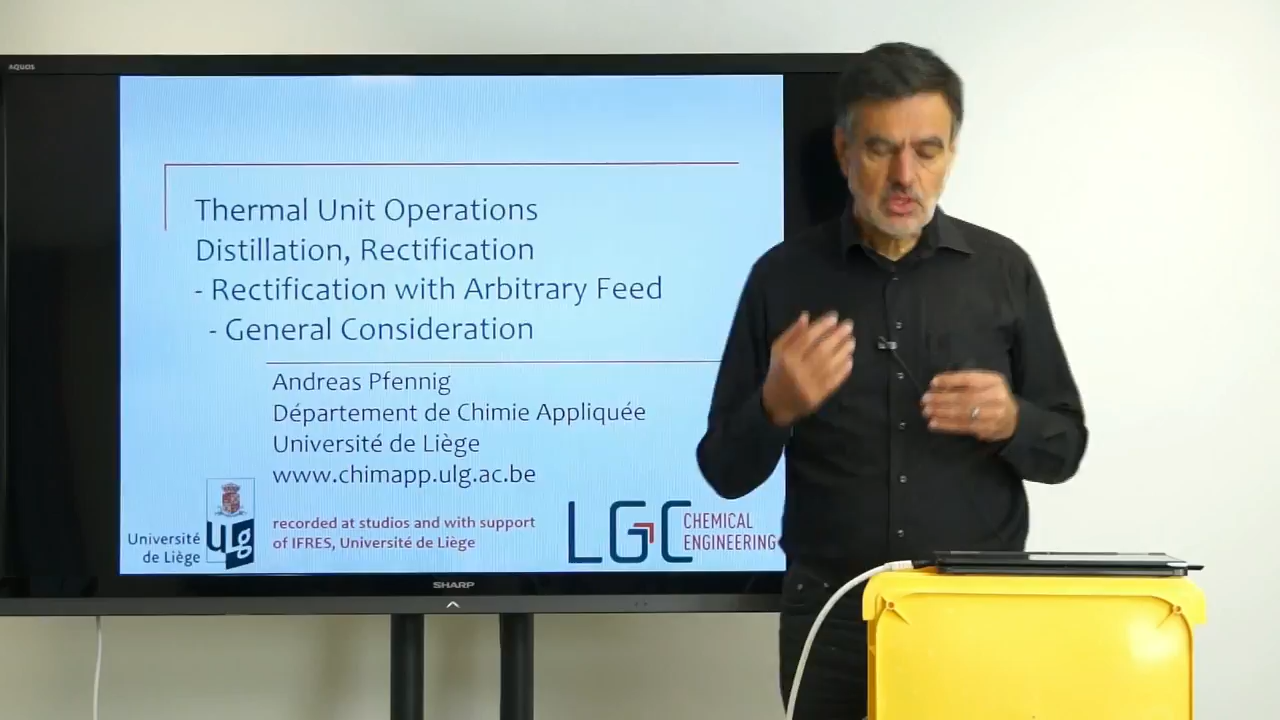 AQUOS
Thermal Unit Operations
Distillation, Rectification
- Rectification with Arbitrary Feed
- General Consideration
Andreas Pfennig
Département de Chimie Appliquée
Université de Liège
www.chimapp.ulg.ac.be
Université
de Liège
ulg
recorded at studios and with support
of IFRES, Université de Liège
LGC
CHEMICAL
ENGINEERING
SHARP